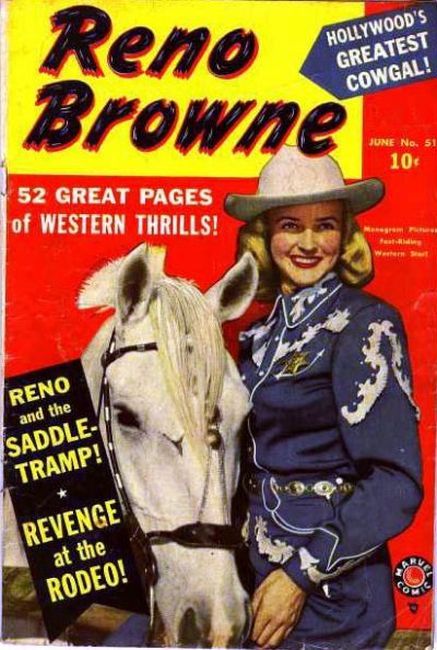 Reno
Browne
HOLLYWOOD'S
GREATEST
COWGAL!
JUNE No. 51
10¢
52 GREAT PAGES
of WESTERN THRILLS!
Monogram Pictures
Fast-Riding
Western Star!
RENO
and the
SADDLE-
TRAMP!
★
REVENGE
at the
RODEO!
MARVEL
COMIC